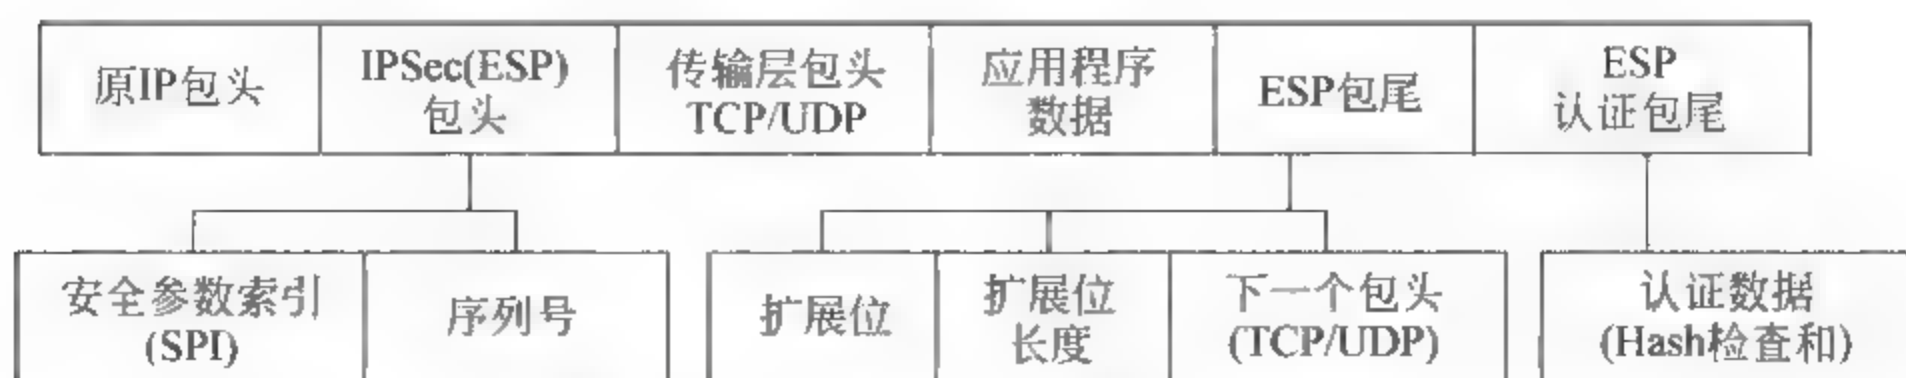 原IP包头
IPSec(ESP)
包头
传输层包头
TCP/UDP
应用程序
数据
ESP包尾
ESP
认证包尾
安全参数索引
(SPI)
序列号
扩展位
扩展位
长度
下一个包头
(TCP/UDP)
认证数据
(Hash检查和)